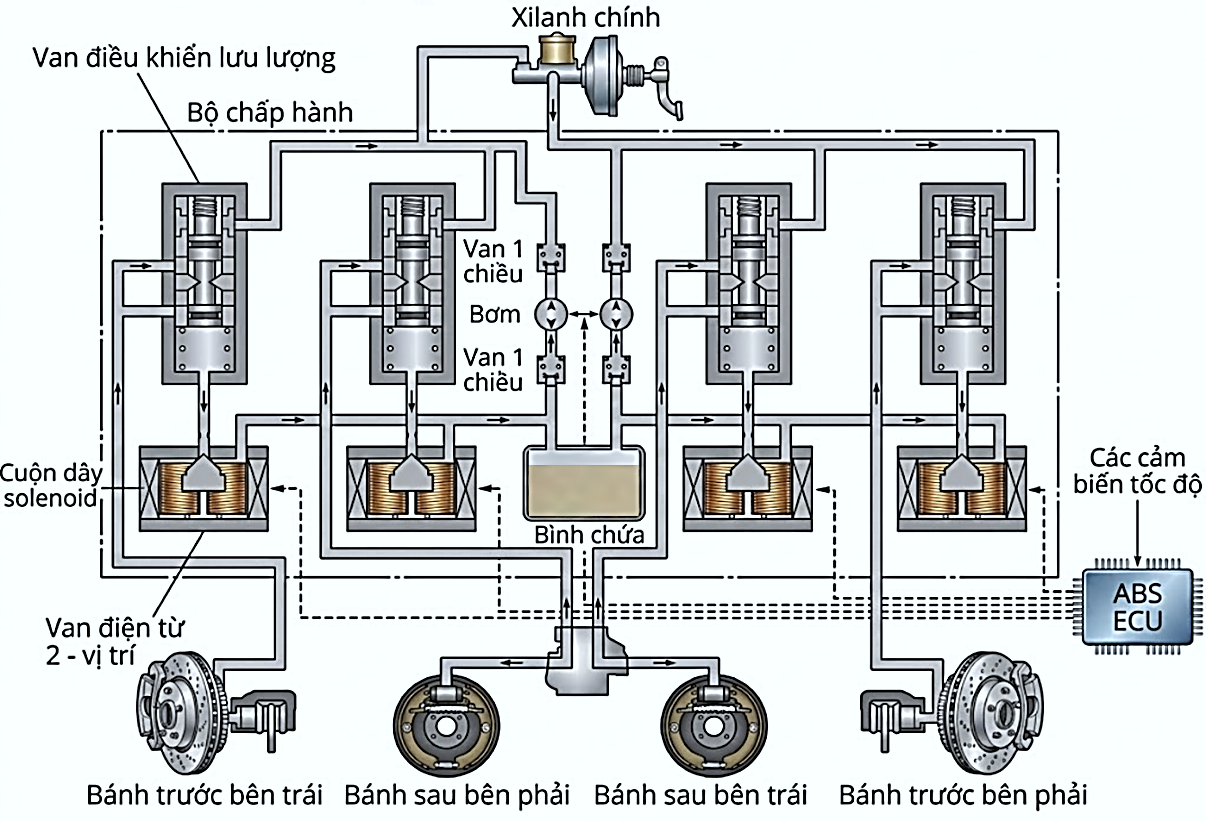 Xilanh chính
Van điều khiển lưu lượng
Bộ chấp hành
Van 1
chiều
Bơm
Van 1
chiều
Cuộn dây
solenoid
Bình chứa
Các cảm
biến tốc độ
ABS
ECU
Van điện từ
2 - vị trí
Bánh trước bên trái
Bánh sau bên phải
Bánh sau bên trái
Bánh trước bên phải